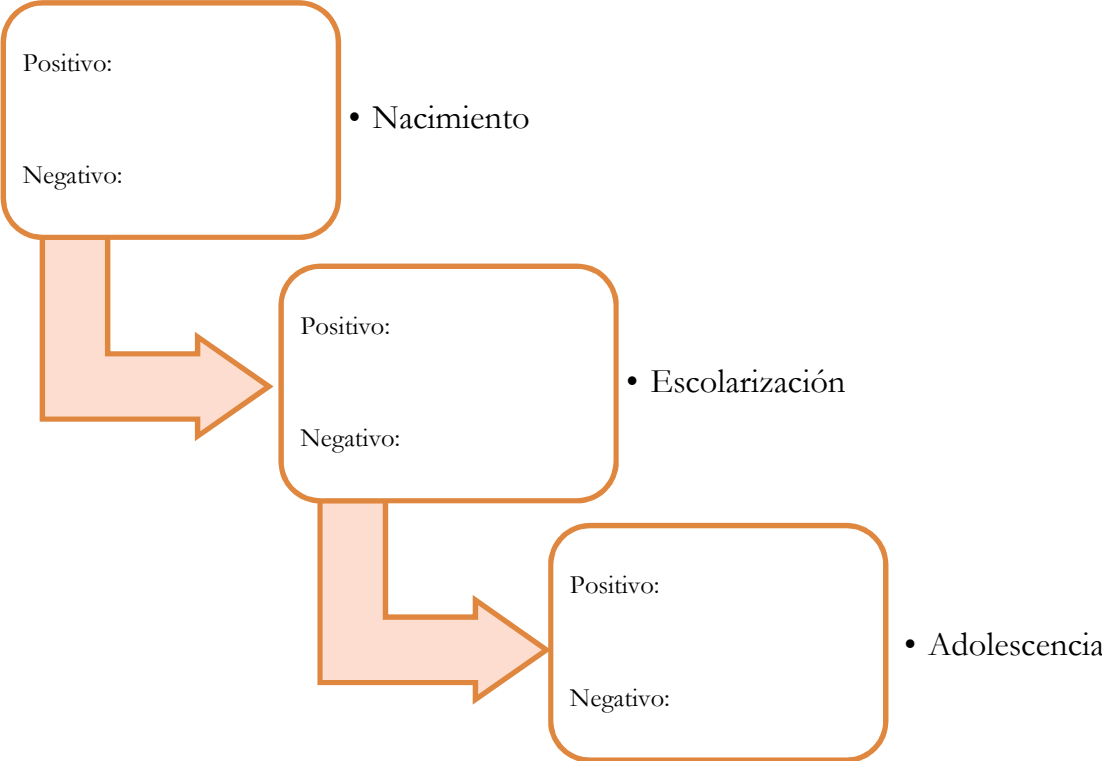 Positivo:
• Nacimiento
Negativo:
Positivo:
• Escolarización
Negativo:
Positivo:
• Adolescencia
Negativo: